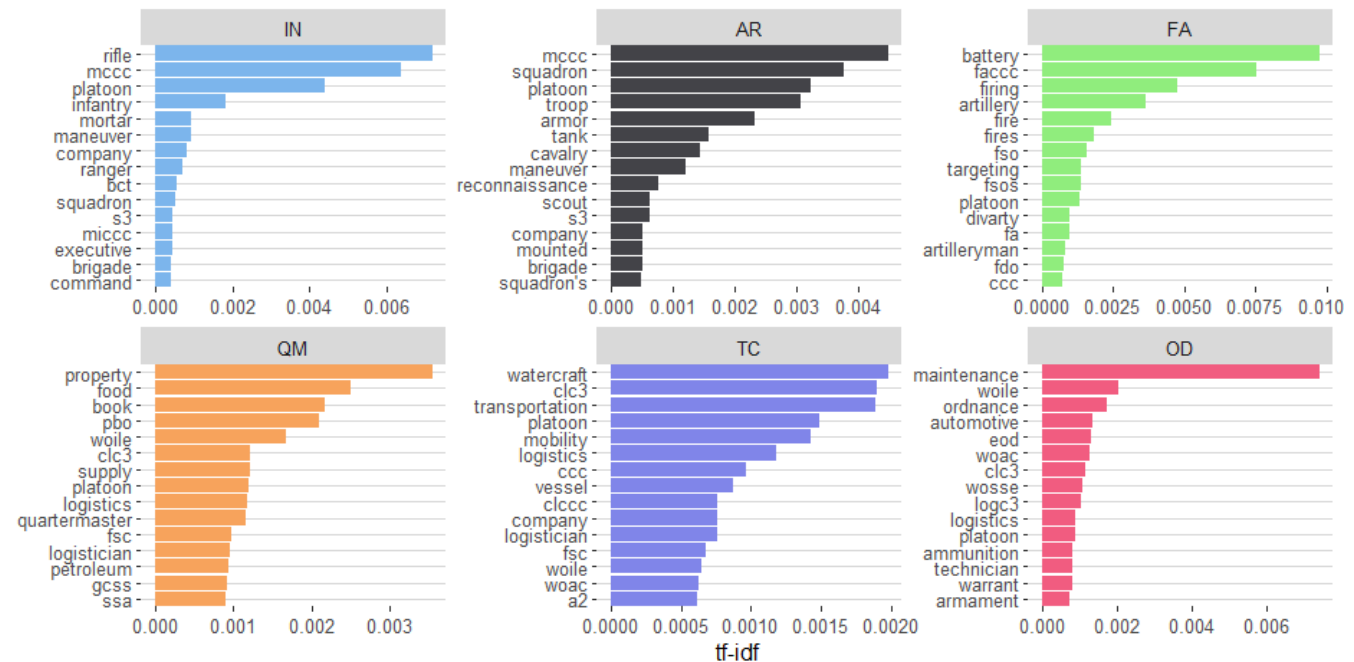 IN
rifle
mccc
platoon
infantry
mortar
maneuver
company
ranger
bct
squadron
s3
miccc
executive
brigade
command
0.000 0.002 0.004 0.006
AR
mccc
squadron
platoon
troop
armor
tank
cavalry
maneuver
reconnaissance
scout
s3
company
mounted
brigade
squadron's
0.000 0.001 0.002 0.003 0.004
FA
battery
faccc
firing
artillery
fire
fires
fso
targeting
fsos
platoon
divarty
fa
artilleryman
fdo
ccc
0.000 0.0025 0.0050 0.0075 0.010
QM
property
food
book
pbo
woile
clc3
supply
platoon
logistics
quartermaster
fsc
logistician
petroleum
gcss
ssa
0.000 0.001 0.002 0.003
TC
watercraft
clc3
transportation
platoon
mobility
logistics
ccc
vessel
clccc
company
logistician
fsc
woile
woac
a2
0.0000 0.0005 0.0010 0.0015 0.0020
OD
maintenance
woile
ordnance
automotive
eod
woac
clc3
wosse
logc3
logistics
platoon
ammunition
technician
warrant
armament
0.000 0.002 0.004 0.006
tf-idf